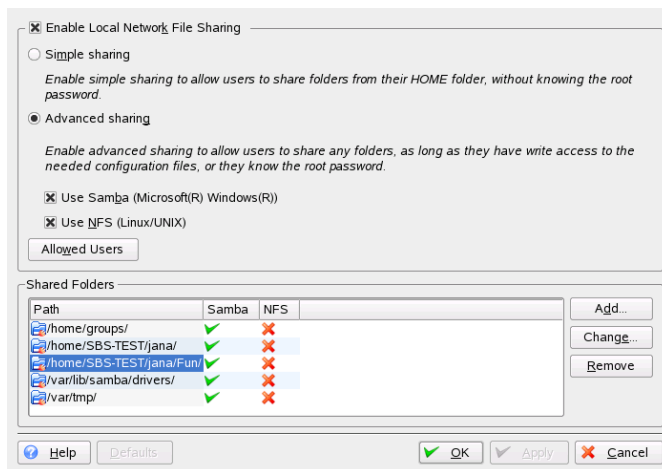 Enable Local Network File Sharing
Simple sharing
Enable simple sharing to allow users to share folders from their HOME folder, without knowing the root
password.
Advanced sharing
Enable advanced sharing to allow users to share any folders, as long as they have write access to the
needed configuration files, or they know the root password.
Use Samba (Microsoft(R) Windows(R))
Use NFS (Linux/UNIX)
Allowed Users
Shared Folders
Path Samba NFS
/home/groups/
/home/SBS-TEST/jana/
/home/SBS-TEST/jana/Fun/
/var/lib/samba/drivers/
/var/tmp/
Add...
Change...
Remove
Help Defaults OK Apply Cancel